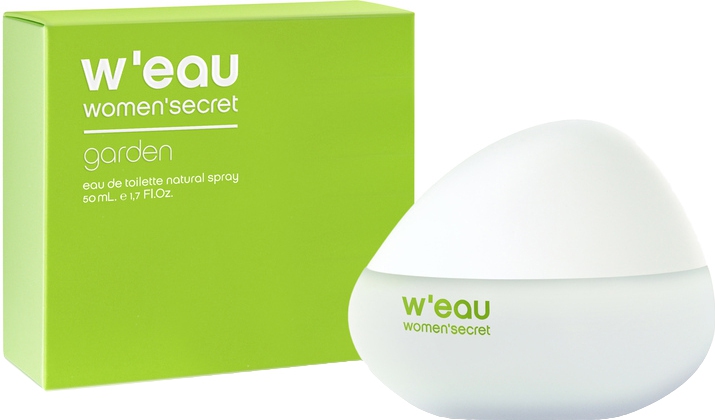 w'eau
women'secret
garden
eau de toilette natural spray
50 mL. e 1,7 Fl.Oz.
w'eau
women'secret